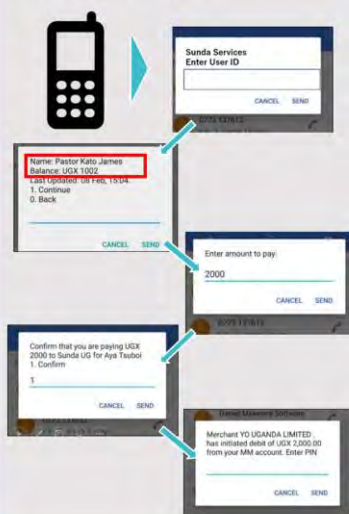 Sunda Services
Enter User ID
CANCEL SEND
Name: Pastor Kato James
Balance: UGX 1002
Last Updated: 08 Feb, 15:04.
1. Continue
0. Back
CANCEL SEND
Enter amount to pay:
2000
CANCEL SEND
Confirm that you are paying UGX
2000 to Sunda UG for Aya Tsuboi
1. Confirm
1
CANCEL SEND
Merchant YO UGANDA LIMITED ,
has initiated debit of UGX 2,000.00
from your MM account. Enter PIN
CANCEL SEND